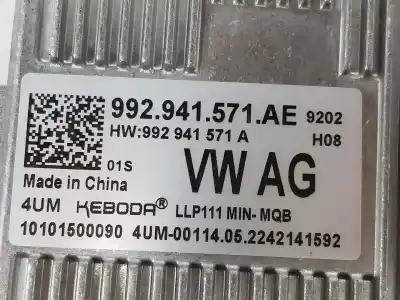 992.941.571.AE 9202
HW:992 941 571 A H08
01S VW AG
Made in China
4UM KEBODA® LLP111 MIN-MQB
10101500090 4UM-00114.05.2242141592